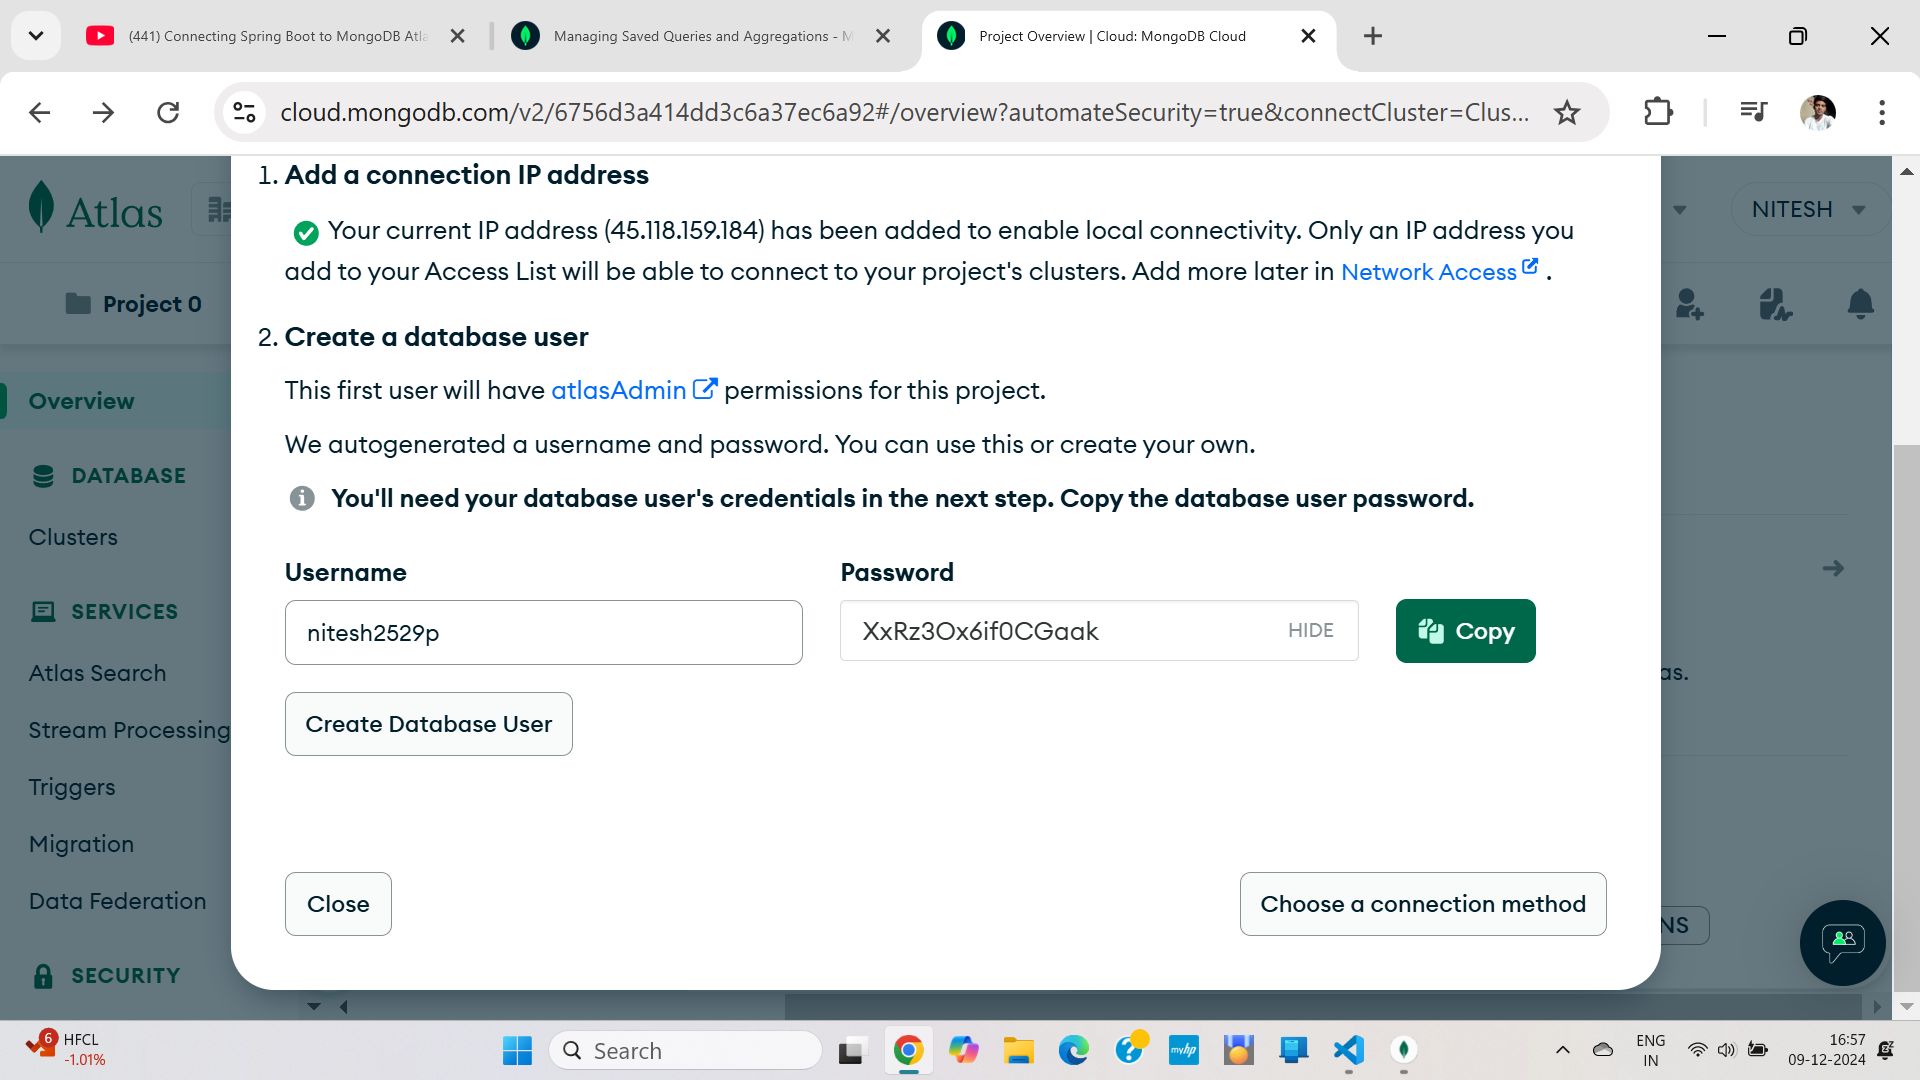 (441) Connecting Spring Boot to MongoDB Atla
Managing Saved Queries and Aggregations - M
Project Overview | Cloud: MongoDB Cloud
cloud.mongodb.com/v2/6756d3a414dd3c6a37ec6a92#/overview?automateSecurity=true&connectCluster=Clus...
Atlas
NITESH
Project 0
Overview
DATABASE
Clusters
SERVICES
Atlas Search
Stream Processing
Triggers
Migration
Data Federation
SECURITY
1. Add a connection IP address
Your current IP address (45.118.159.184) has been added to enable local connectivity. Only an IP address you
add to your Access List will be able to connect to your project's clusters. Add more later in Network Access .
2. Create a database user
This first user will have atlasAdmin permissions for this project.
We autogenerated a username and password. You can use this or create your own.
You'll need your database user's credentials in the next step. Copy the database user password.
Username
Password
nitesh2529p
XxRz3Ox6if0CGaak
HIDE
Copy
Create Database User
Close
Choose a connection method
as.
NS
6
HFCL
-1.01%
Search
myhp
ENG
IN
16:57
09-12-2024